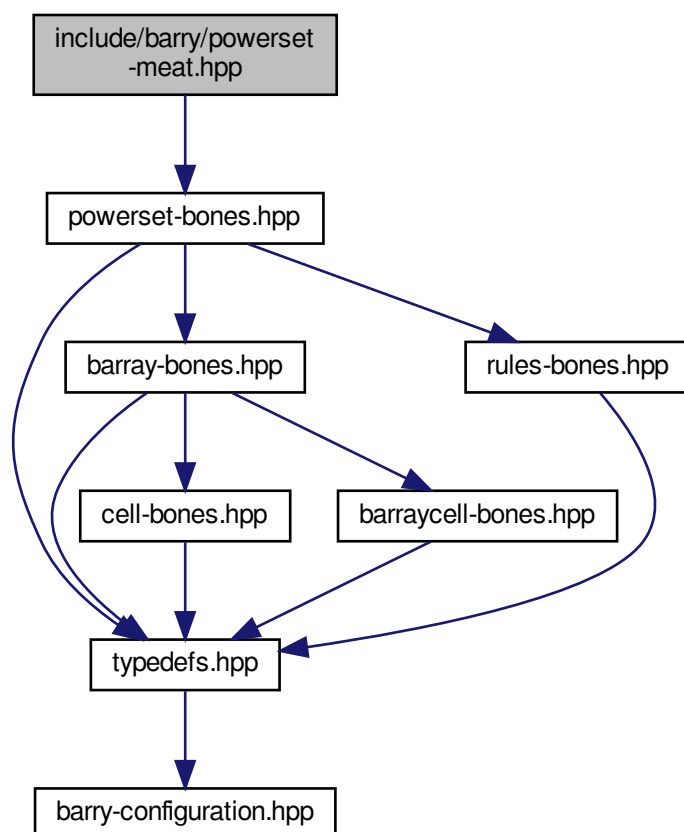 include/barry/powerset
-meat.hpp
powerset-bones.hpp
barray-bones.hpp
rules-bones.hpp
cell-bones.hpp
barraycell-bones.hpp
typedefs.hpp
barry-configuration.hpp